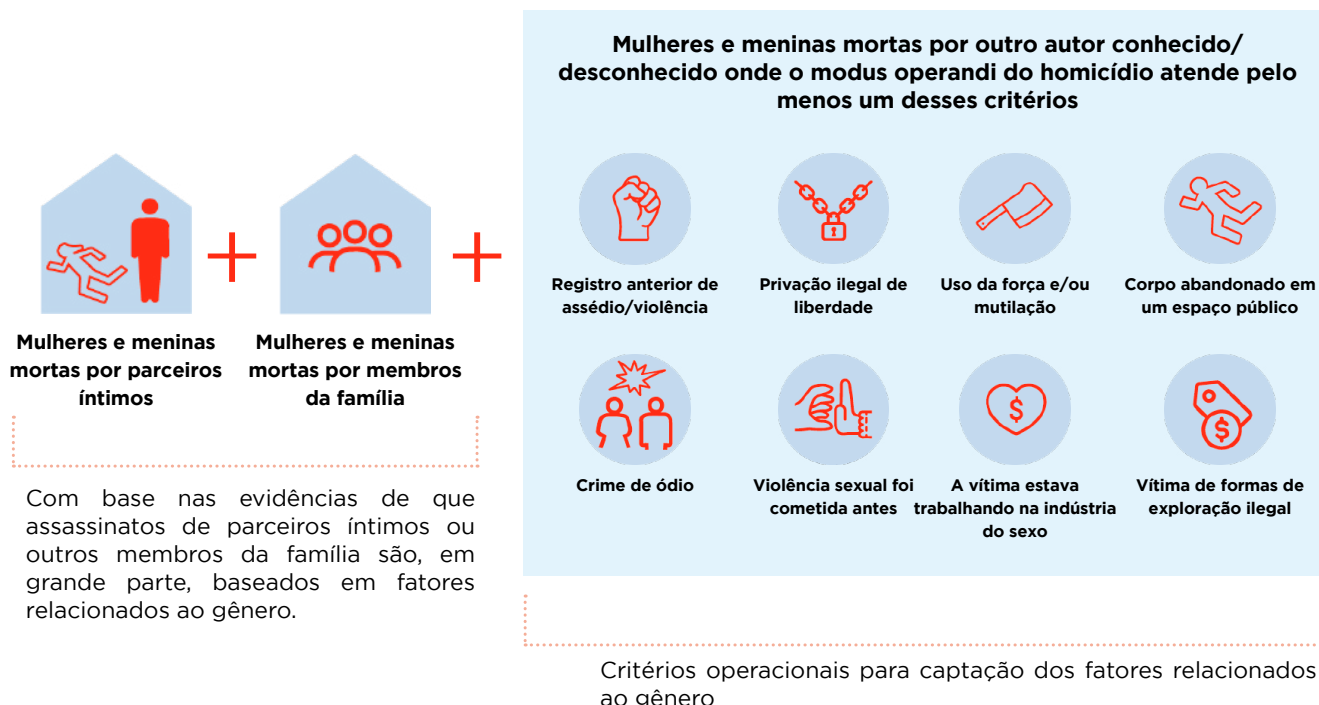 Mulheres e meninas mortas por outro autor conhecido/
desconhecido onde o modus operandi do homicídio atende pelo
menos um desses critérios
Mulheres e meninas
mortas por parceiros
íntimos
Mulheres e meninas
mortas por membros
da família
Registro anterior de
assédio/violência
Privação ilegal de
liberdade
Uso da força e/ou
mutilação
Corpo abandonado em
um espaço público
Crime de ódio
Violência sexual foi
cometida antes
A vítima estava
trabalhando na indústria
do sexo
Vítima de formas de
exploração ilegal
Com base nas evidências de que
assassinatos de parceiros íntimos ou
outros membros da família são, em
grande parte, baseados em fatores
relacionados ao gênero.
Critérios operacionais para captação dos fatores relacionados
ao gênero